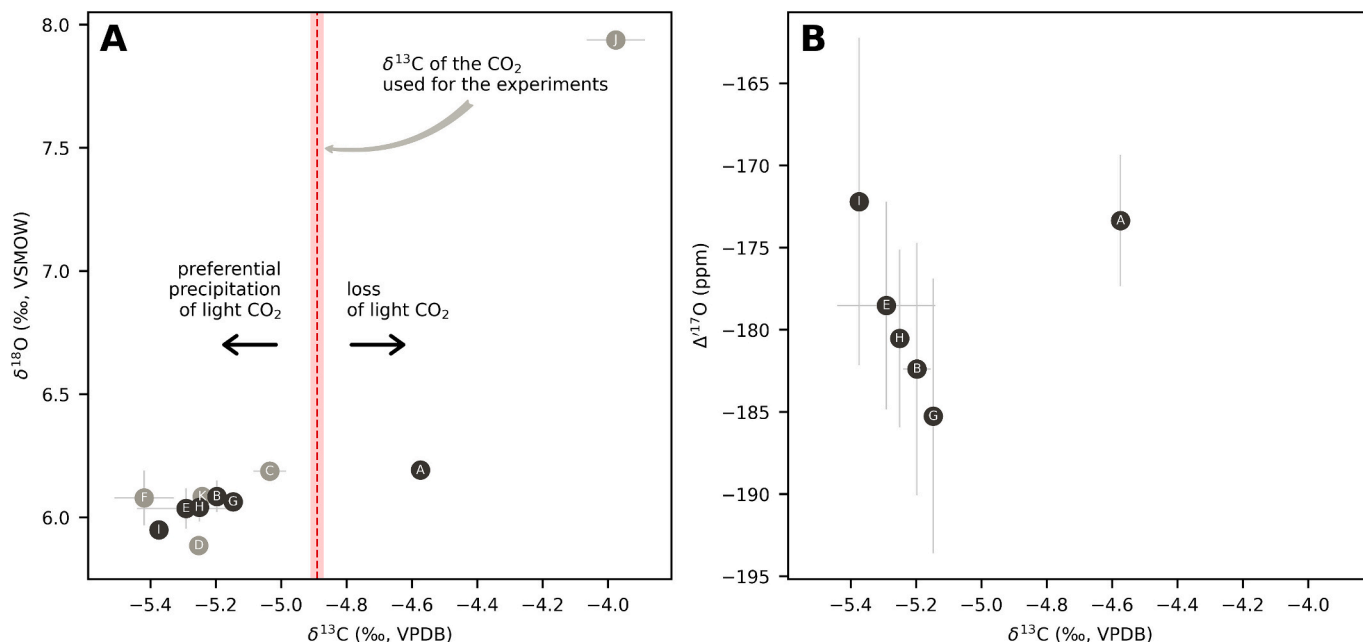 A
8.0
7.5
7.0
6.5
6.0
δ¹⁸O (‰, VSMOW)
J
δ¹³C of the CO₂
used for the experiments
preferential
precipitation
of light CO₂
loss
of light CO₂
C
A
F
K
B
E
H
G
I
D
−5.4 −5.2 −5.0 −4.8 −4.6 −4.4 −4.2 −4.0
δ¹³C (‰, VPDB)
B
−165
−170
−175
−180
−185
−190
−195
Δ′¹⁷O (ppm)
I
A
E
H
B
G
−5.4 −5.2 −5.0 −4.8 −4.6 −4.4 −4.2 −4.0
δ¹³C (‰, VPDB)